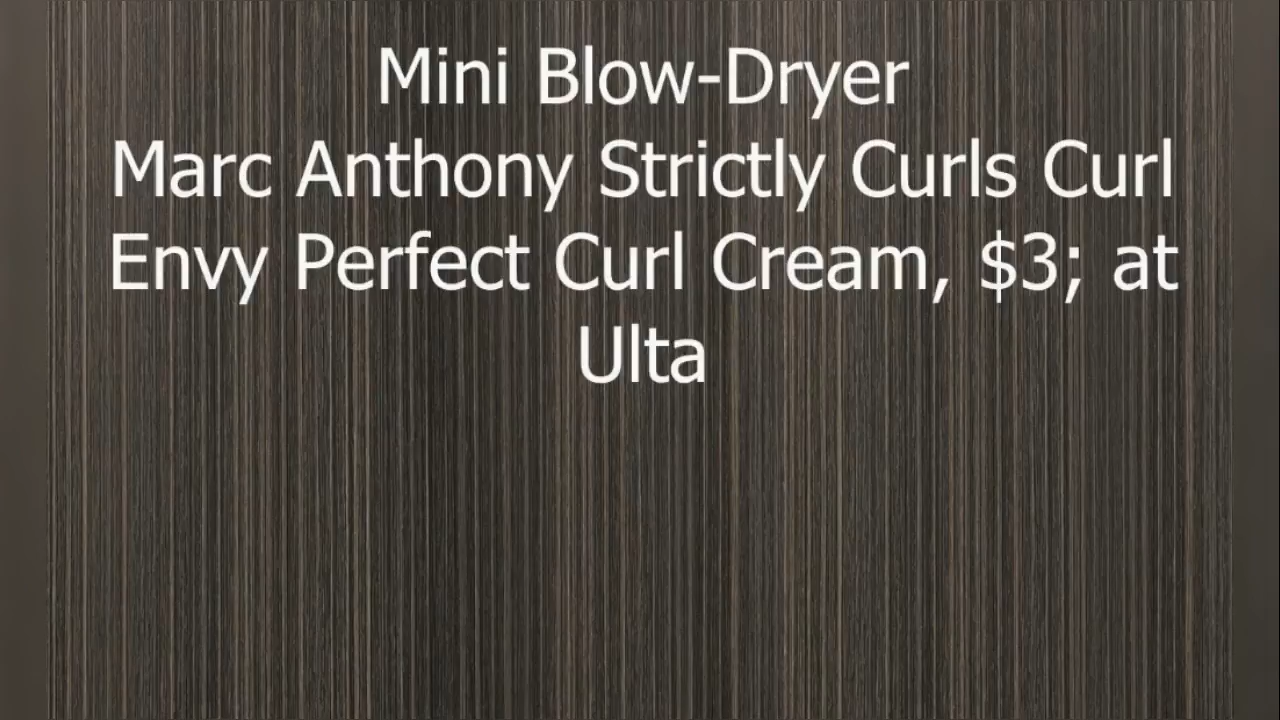 Mini Blow-Dryer
Marc Anthony Strictly Curls Curl
Envy Perfect Curl Cream, $3; at
Ulta